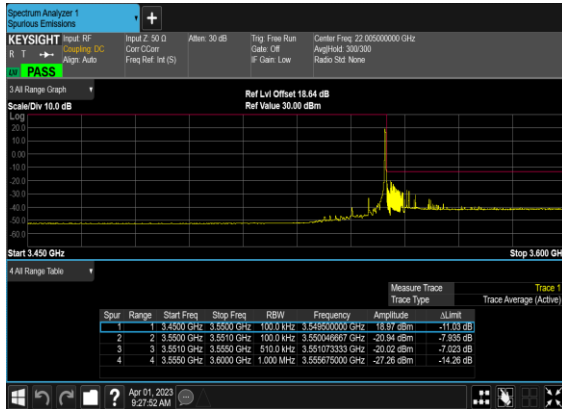 Spectrum Analyzer 1
Spurious Emissions
+
KEYSIGHT Input: RF Input Z: 50 Ω Atten: 30 dB Trig: Free Run Center Freq: 22.005000000 GHz
R T Coupling: DC Corr CCorr Gate: Off Avg|Hold: 300/300
Align: Auto Freq Ref: Int (S) IF Gain: Low Radio Std: None
PASS
3 All Range Graph Ref Lvl Offset 18.64 dB
Scale/Div 10.0 dB Ref Value 30.00 dBm
Log
20.0
10.0
0.00
-10.0
-20.0
-30.0
-40.0
-50.0
-60.0
Start 3.450 GHz Stop 3.600 GH
4 All Range Table
Measure Trace Trace 1
Trace Type Trace Average (Active)
Spur Range Start Freq Stop Freq RBW Frequency Amplitude ΔLimit
1 1 3.4500 GHz 3.5500 GHz 100.0 kHz 3.549500000 GHz 18.97 dBm -11.03 dB
2 2 3.5500 GHz 3.5510 GHz 100.0 kHz 3.550046667 GHz -20.94 dBm -7.935 dB
3 3 3.5510 GHz 3.5550 GHz 510.0 kHz 3.551073333 GHz -20.02 dBm -7.023 dB
4 4 3.5550 GHz 3.6000 GHz 1.000 MHz 3.555675000 GHz -27.26 dBm -14.26 dB
? Apr 01, 2023
9:27:52 AM